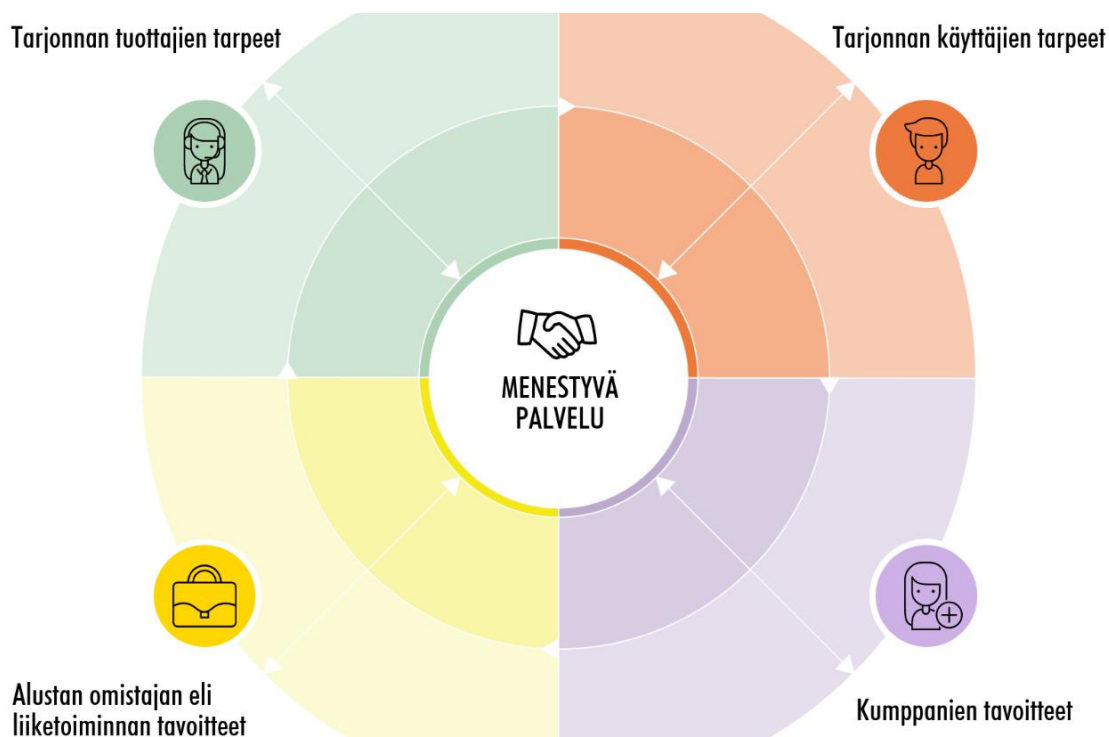 Tarjonnan tuottajien tarpeet
Tarjonnan käyttäjien tarpeet
MENESTYVÄ
PALVELU
Alustan omistajan eli
liiketoiminnan tavoitteet
Kumppanien tavoitteet